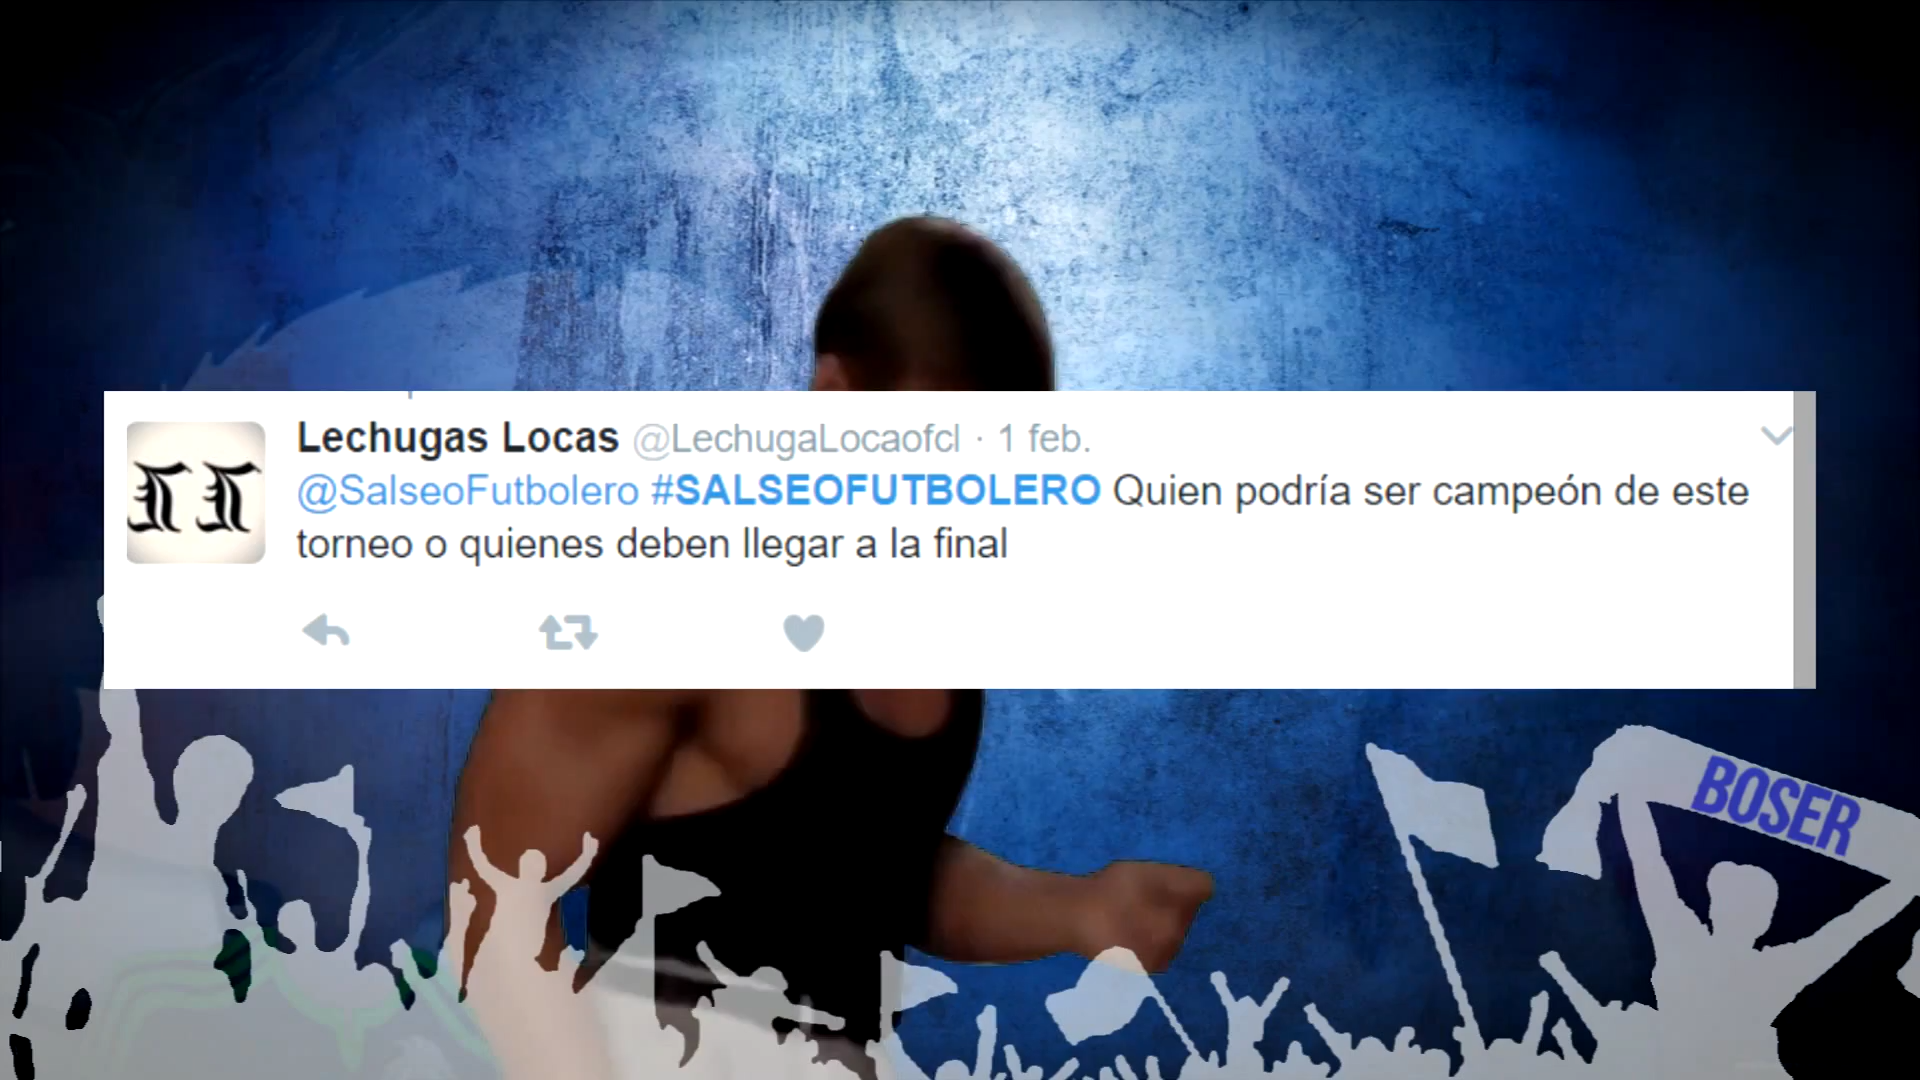 Lechugas Locas @LechugaLocaofcl · 1 feb.
@SalseoFutbolero #SALSEOFUTBOLERO Quien podría ser campeón de este
torneo o quienes deben llegar a la final
BOSER